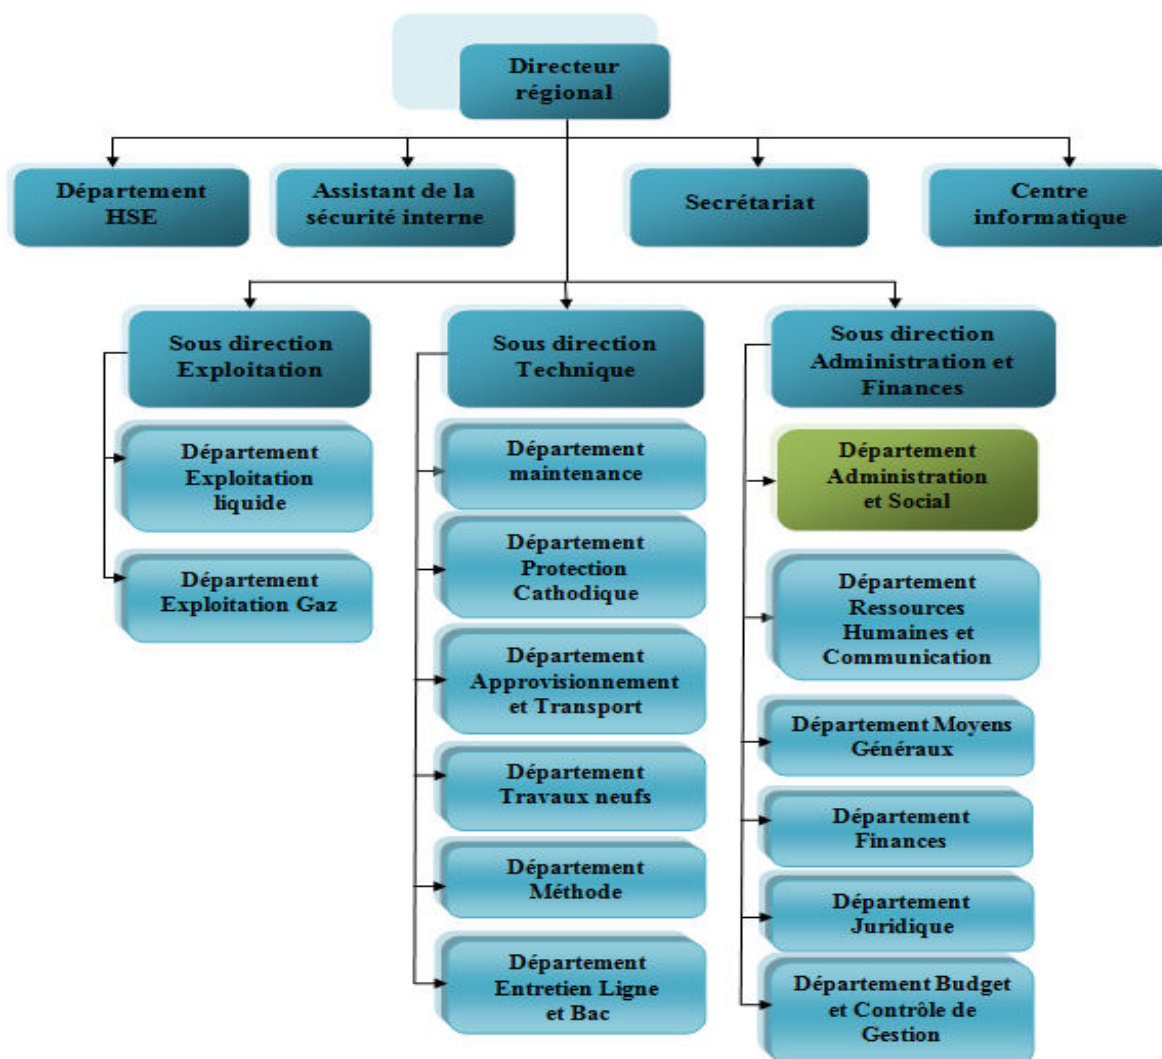 Directeur
régional
Département
HSE
Assistant de la
sécurité interne
Secrétariat
Centre
informatique
Sous direction
Exploitation
Département
Exploitation
liquide
Département
Exploitation Gaz
Sous direction
Technique
Département
maintenance
Département
Protection
Cathodique
Département
Approvisionnement
et Transport
Département
Travaux neufs
Département
Méthode
Département
Entretien Ligne
et Bac
Sous direction
Administration et
Finances
Département
Administration
et Social
Département
Ressources
Humaines et
Communication
Département Moyens
Généraux
Département
Finances
Département
Juridique
Département Budget
et Contrôle de
Gestion